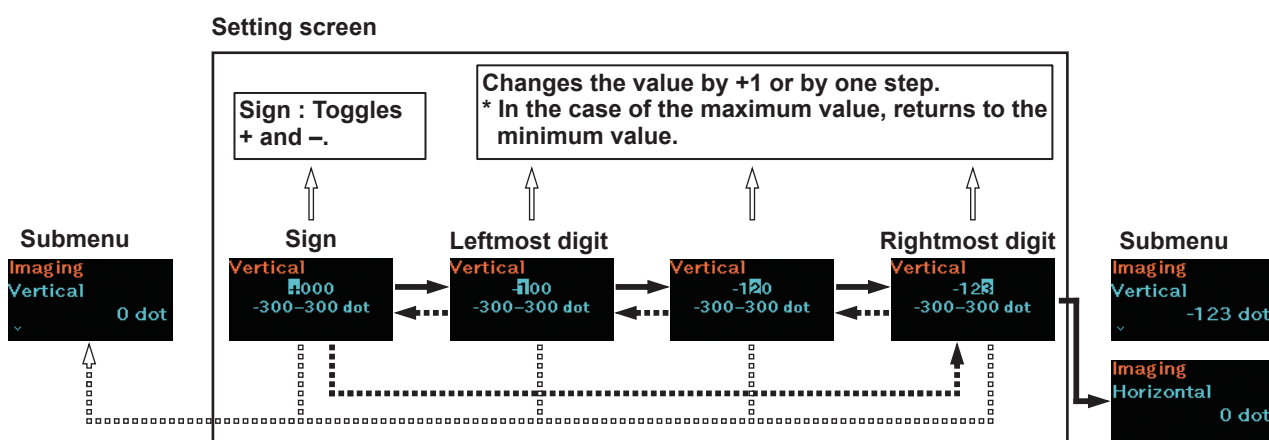 Setting screen
Sign : Toggles
+ and –.
Changes the value by +1 or by one step.
* In the case of the maximum value, returns to the
minimum value.
Submenu
Imaging
Vertical
0 dot
Sign
Vertical
+000
-300–300 dot
Leftmost digit
Vertical
-100
-300–300 dot
Vertical
-120
-300–300 dot
Rightmost digit
Vertical
-123
-300–300 dot
Submenu
Imaging
Vertical
-123 dot
Imaging
Horizontal
0 dot